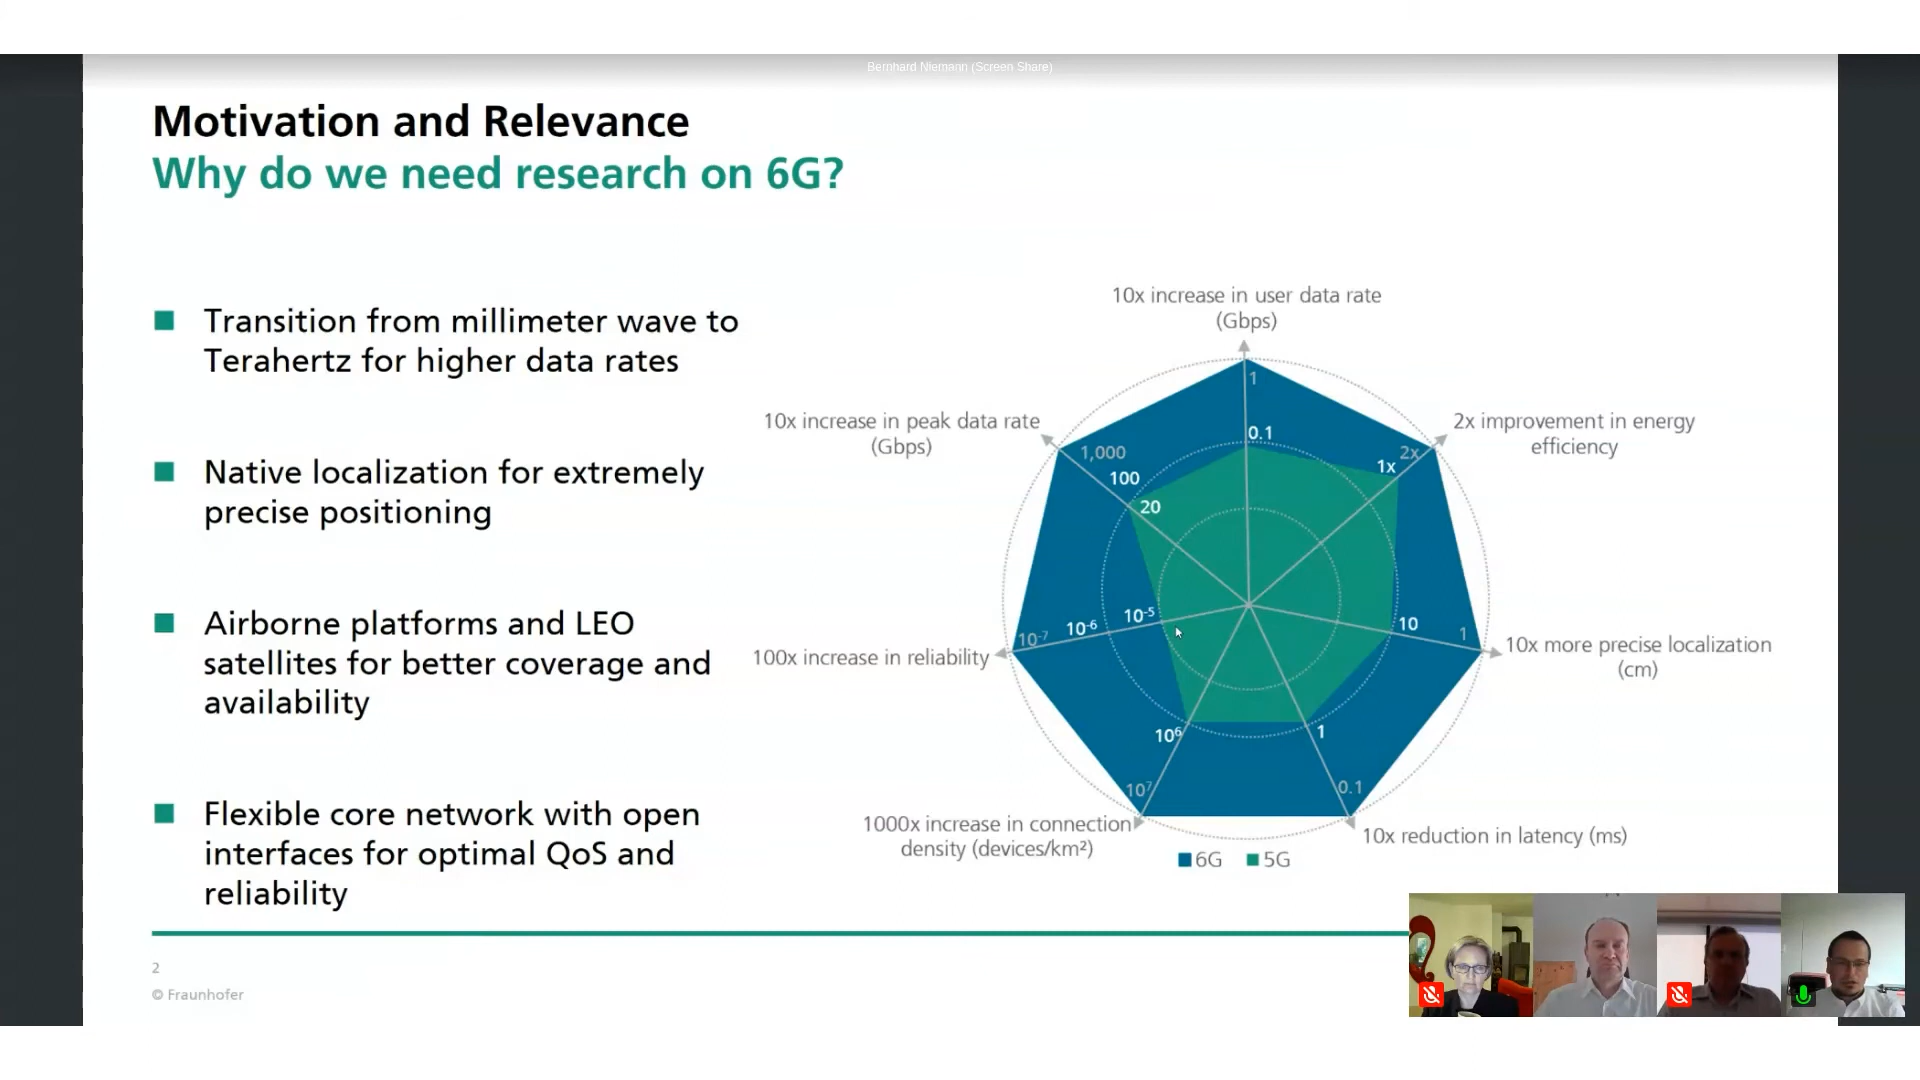 Bernhard Niemann (Screen Share)
Motivation and Relevance
Why do we need research on 6G?
Transition from millimeter wave to
Terahertz for higher data rates
Native localization for extremely
precise positioning
Airborne platforms and LEO
satellites for better coverage and
availability
Flexible core network with open
interfaces for optimal QoS and
reliability
10x increase in user data rate
(Gbps)
1
0.1
10x increase in peak data rate
(Gbps)
1,000
100
20
2x improvement in energy
efficiency
2x
1x
100x increase in reliability
10⁻⁷
10⁻⁶
10⁻⁵
10x more precise localization
(cm)
10
1
1000x increase in connection
density (devices/km²)
10⁶
10⁷
10x reduction in latency (ms)
1
0.1
6G 5G
2
© Fraunhofer